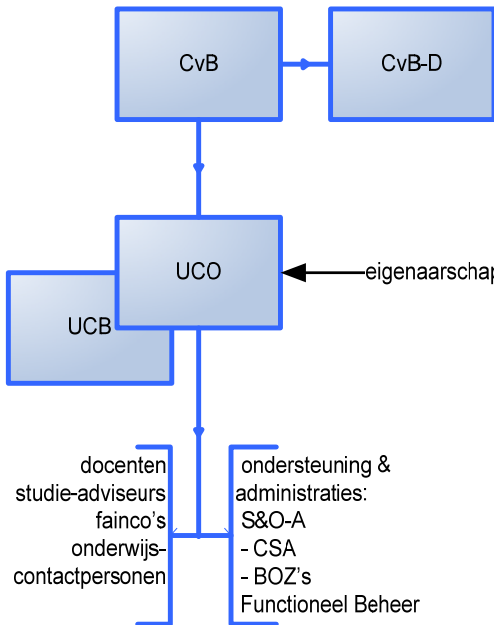 CvB
CvB-D
UCO
eigenaarschap
UCB
docenten
studie-adviseurs
fainco's
onderwijs-
contactpersonen
ondersteuning &
administraties:
S&O-A
- CSA
- BOZ's
Functioneel Beheer